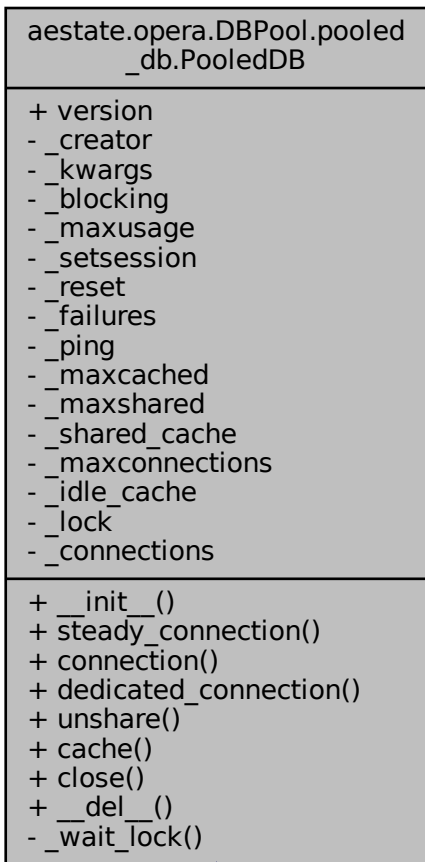 aestate.opera.DBPool.pooled
_db.PooledDB
+ version
- _creator
- _kwargs
- _blocking
- _maxusage
- _setsession
- _reset
- _failures
- _ping
- _maxcached
- _maxshared
- _shared_cache
- _maxconnections
- _idle_cache
- _lock
- _connections
+ __init__()
+ steady_connection()
+ connection()
+ dedicated_connection()
+ unshare()
+ cache()
+ close()
+ __del__()
- _wait_lock()